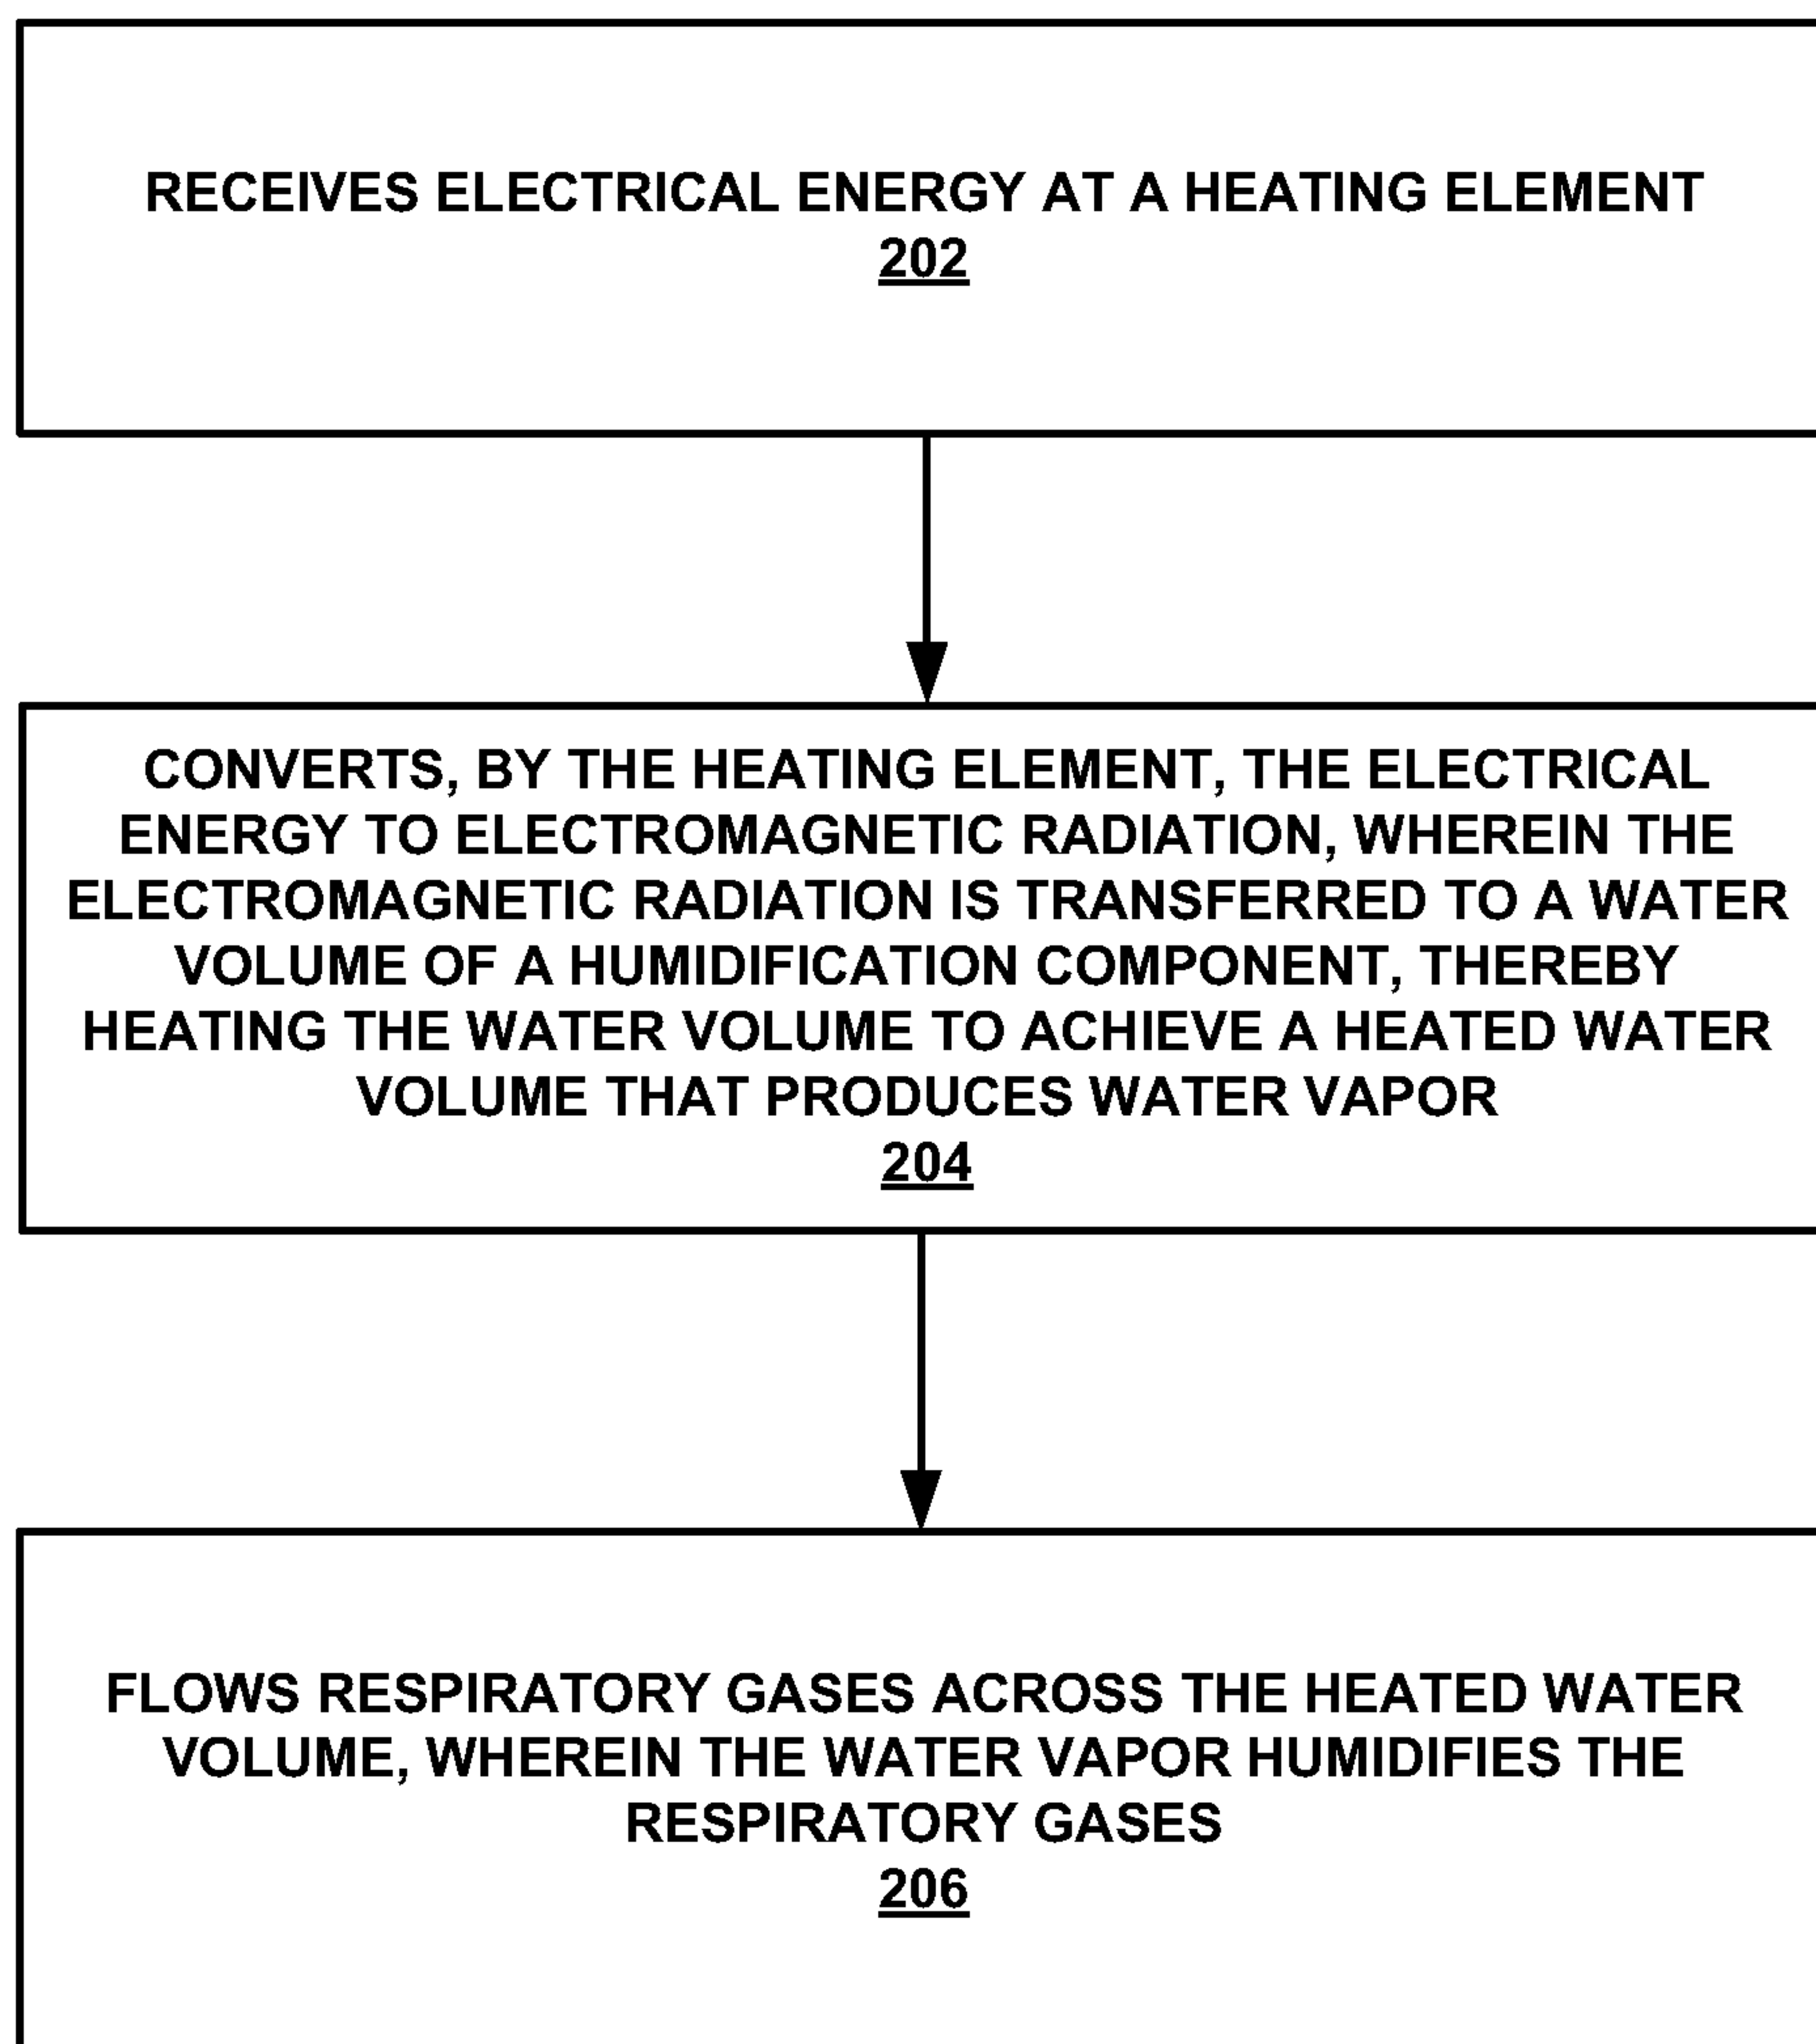 RECEIVES ELECTRICAL ENERGY AT A HEATING ELEMENT
202
CONVERTS, BY THE HEATING ELEMENT, THE ELECTRICAL
ENERGY TO ELECTROMAGNETIC RADIATION, WHEREIN THE
ELECTROMAGNETIC RADIATION IS TRANSFERRED TO A WATER
VOLUME OF A HUMIDIFICATION COMPONENT, THEREBY
HEATING THE WATER VOLUME TO ACHIEVE A HEATED WATER
VOLUME THAT PRODUCES WATER VAPOR
204
FLOWS RESPIRATORY GASES ACROSS THE HEATED WATER
VOLUME, WHEREIN THE WATER VAPOR HUMIDIFIES THE
RESPIRATORY GASES
206